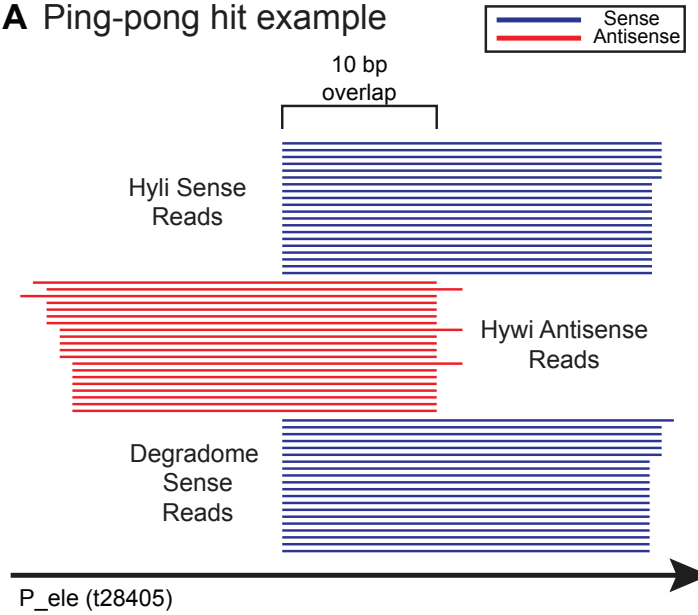 A Ping-pong hit example
Sense
Antisense
10 bp
overlap
Hyli Sense
Reads
Hywi Antisense
Reads
Degradome
Sense
Reads
P_ele (t28405)